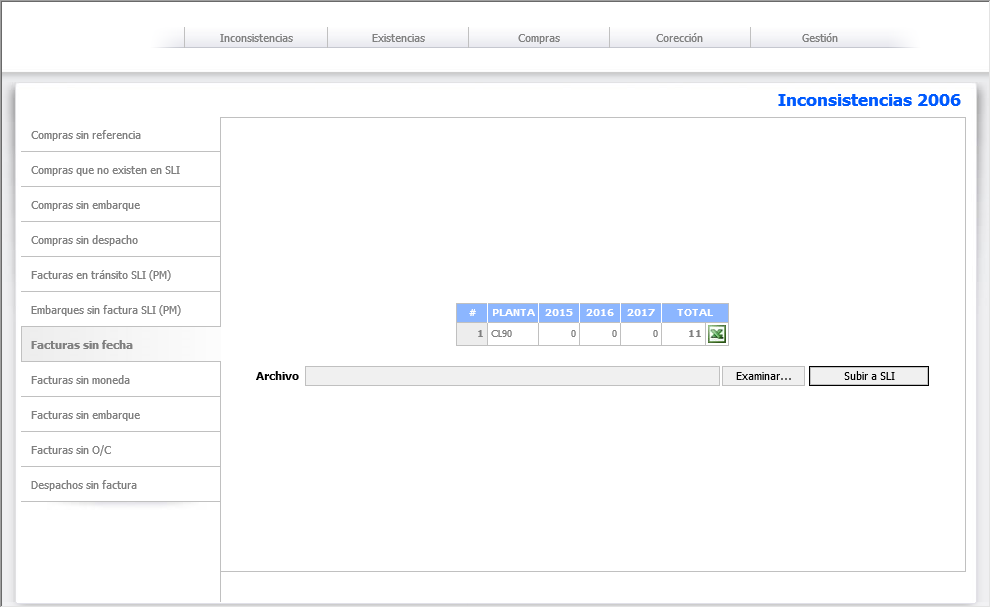 Inconsistencias Existencias Compras Corección Gestión
Inconsistencias 2006
Compras sin referencia
Compras que no existen en SLI
Compras sin embarque
Compras sin despacho
Facturas en tránsito SLI (PM)
Embarques sin factura SLI (PM)
Facturas sin fecha
Facturas sin moneda
Facturas sin embarque
Facturas sin O/C
Despachos sin factura
# PLANTA 2015 2016 2017 TOTAL
1 CL90 0 0 0 11
Archivo Examinar... Subir a SLI